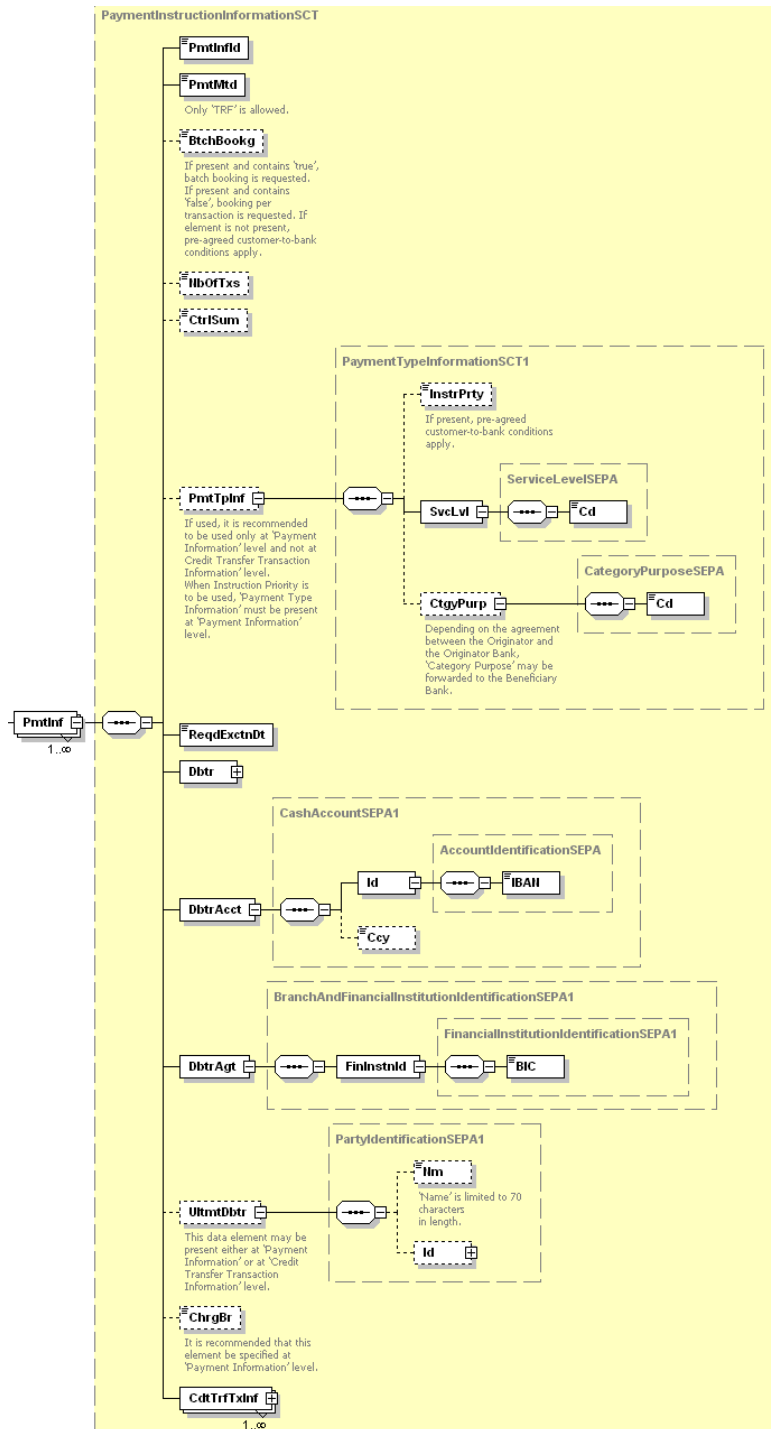 PaymentInstructionInformationSCT
PmtInfId
PmtMtd
Only 'TRF' is allowed.
BtchBookg
If present and contains 'true',
batch booking is requested.
If present and contains
'false', booking per
transaction is requested. If
element is not present,
pre-agreed customer-to-bank
conditions apply.
NbOfTxs
CtrlSum
PaymentTypeInformationSCT1
InstrPrty
If present, pre-agreed
customer-to-bank conditions
apply.
ServiceLevelSEPA
SvcLvl
Cd
PmtTpInf
If used, it is recommended
to be used only at 'Payment
Information' level and not at
Credit Transfer Transaction
Information' level.
When Instruction Priority is
to be used, 'Payment Type
Information' must be present
at 'Payment Information'
level.
CategoryPurposeSEPA
CtgyPurp
Cd
Depending on the agreement
between the Originator and
the Originator Bank,
'Category Purpose' may be
forwarded to the Beneficiary
Bank.
PmtInf
1..∞
ReqdExctnDt
Dbtr
CashAccountSEPA1
AccountIdentificationSEPA
Id
IBAN
DbtrAcct
Ccy
BranchAndFinancialInstitutionIdentificationSEPA1
FinancialInstitutionIdentificationSEPA1
DbtrAgt
FinInstnId
BIC
PartyIdentificationSEPA1
Nm
'Name' is limited to 70
characters
in length.
UltmtDbtr
This data element may be
present either at 'Payment
Information' or at 'Credit
Transfer Transaction
Information' level.
Id
ChrgBr
It is recommended that this
element be specified at
'Payment Information' level.
CdtTrfTxInf
1..∞